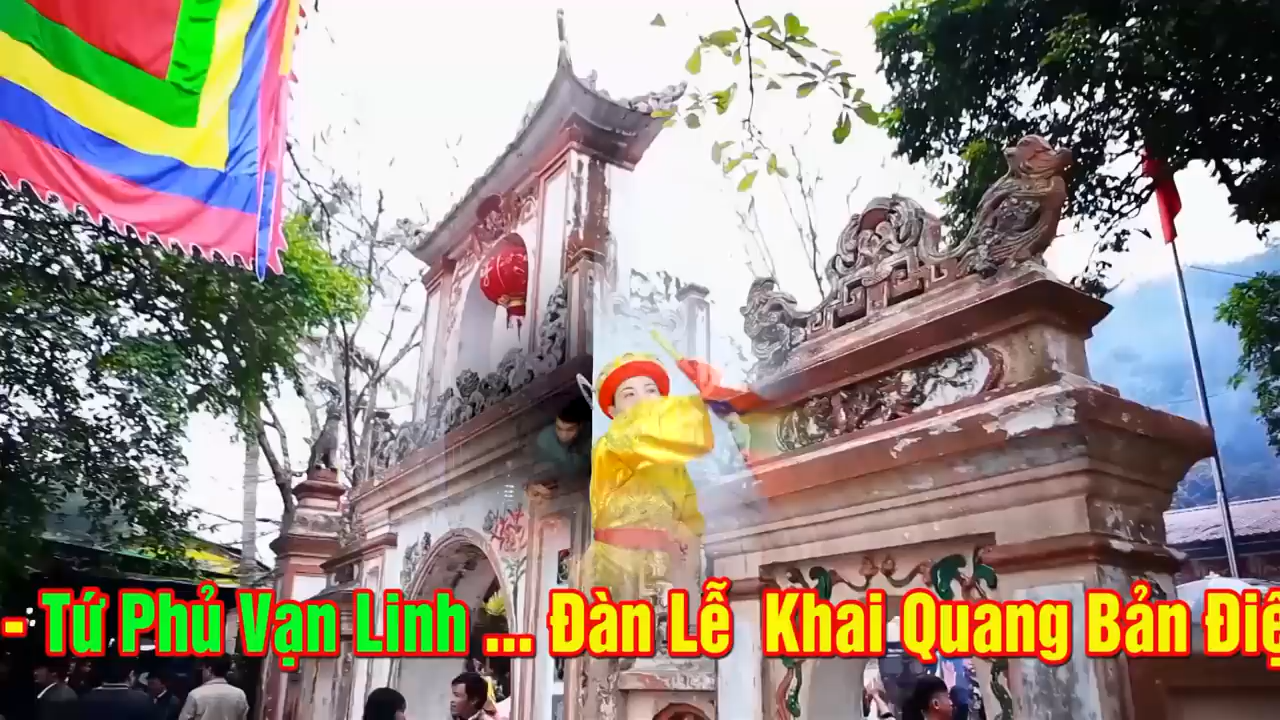 - Tứ Phủ Vạn Linh ... Đàn Lễ Khai Quang Bản